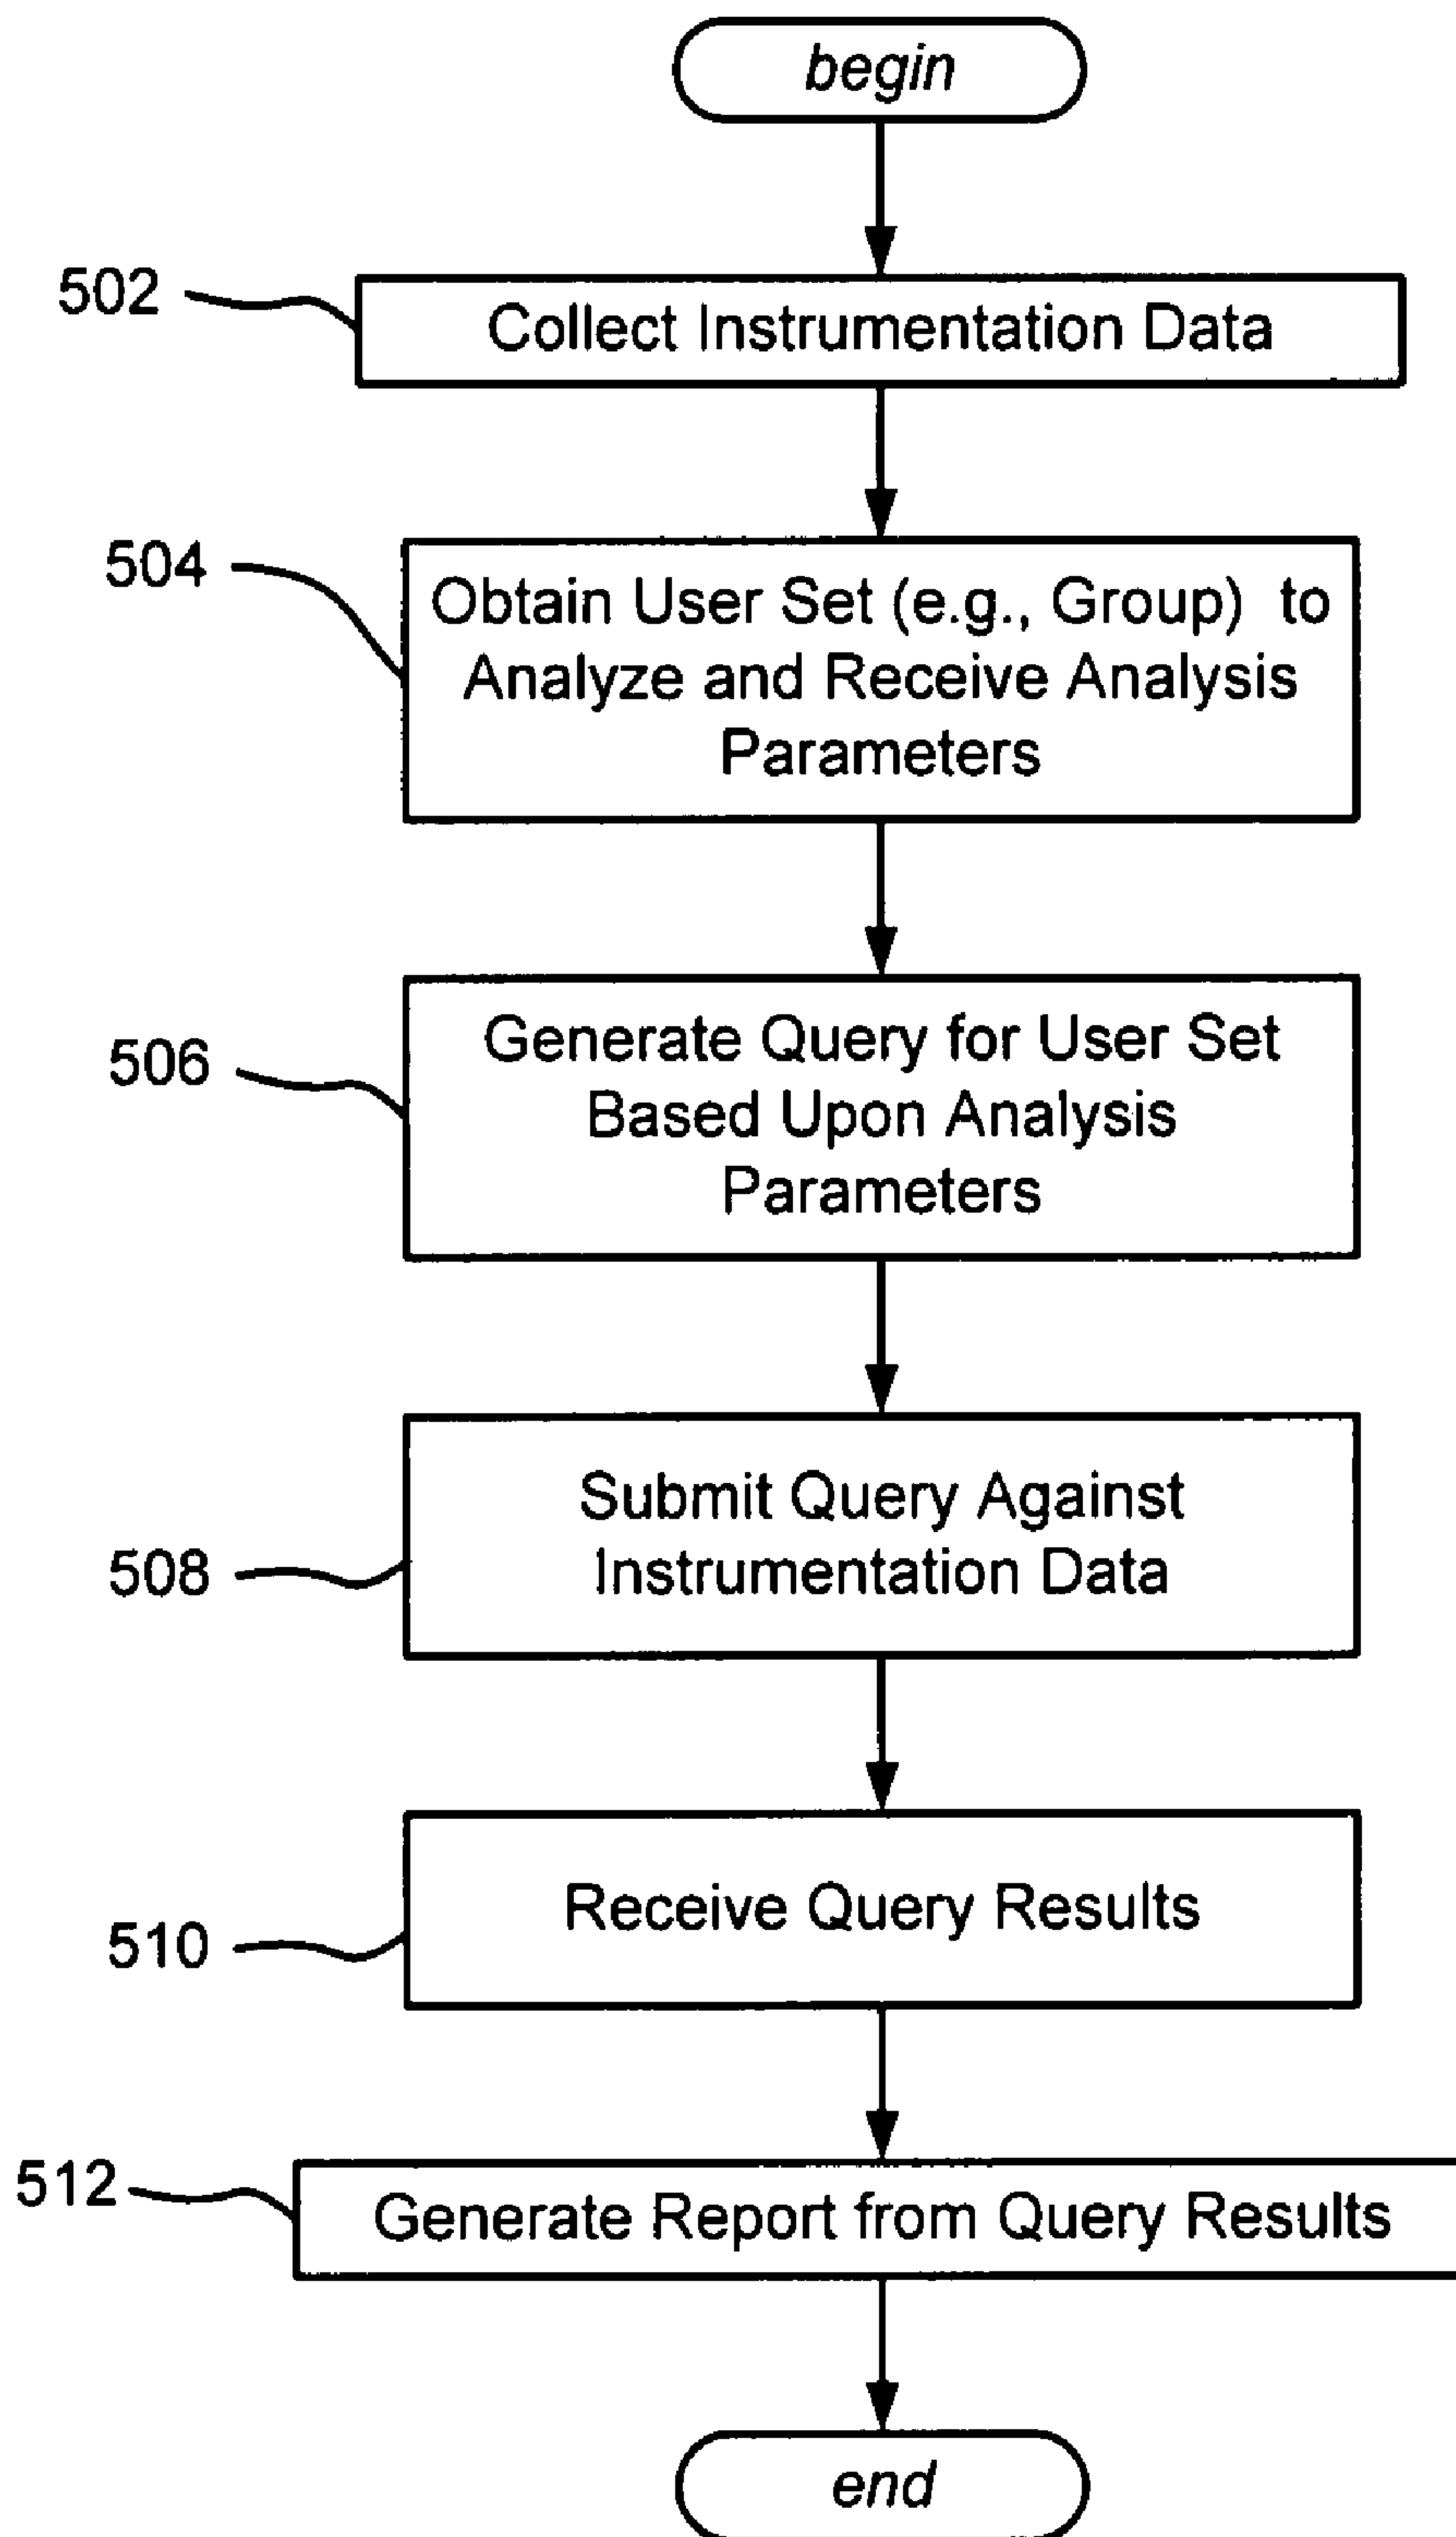 begin
502
Collect Instrumentation Data
504
Obtain User Set (e.g., Group) to
Analyze and Receive Analysis
Parameters
506
Generate Query for User Set
Based Upon Analysis
Parameters
508
Submit Query Against
Instrumentation Data
510
Receive Query Results
512
Generate Report from Query Results
end